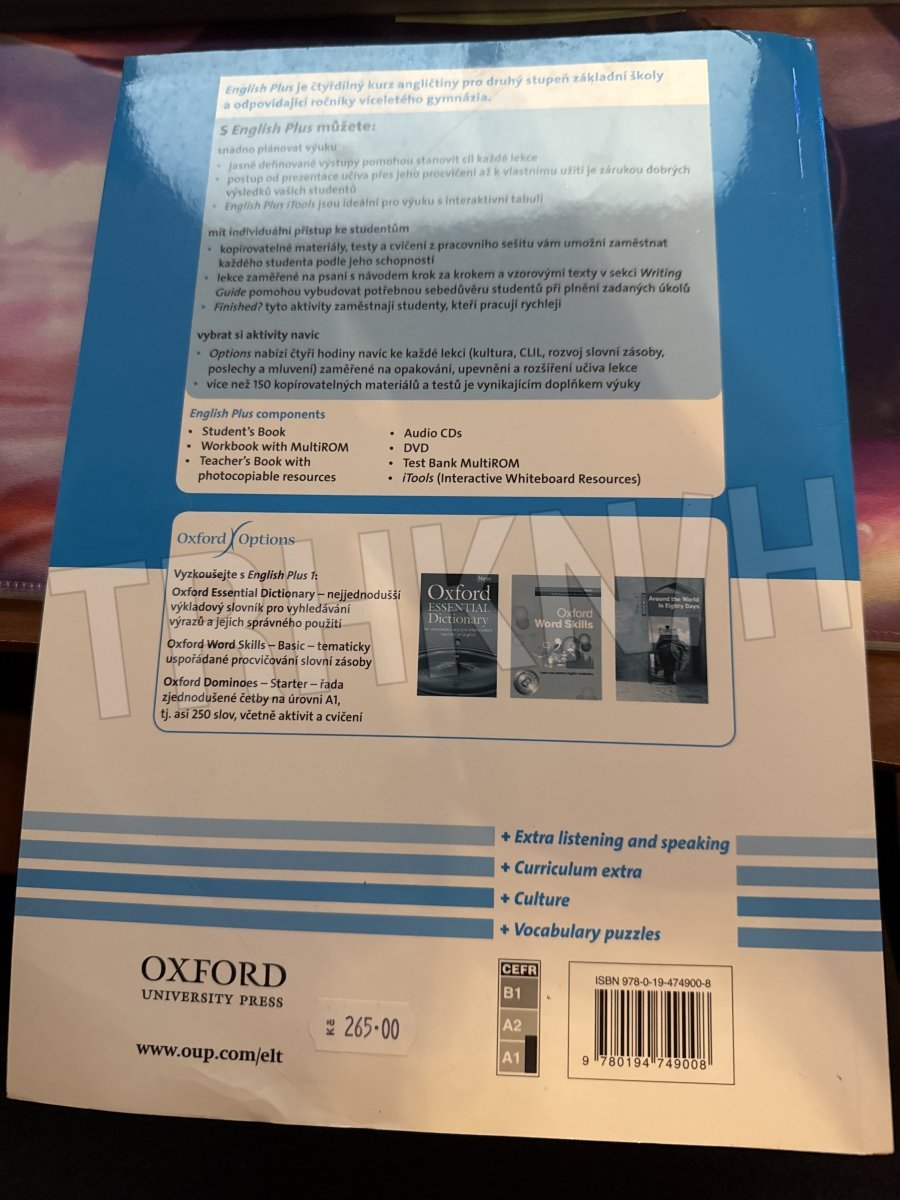 English Plus je čtyřdílný kurz angličtiny pro druhý stupeň základní školy
a odpovídající ročníky víceletého gymnázia.
S English Plus můžete:
snadno plánovat výuku
• jasně definované výstupy pomohou stanovit cíl každé lekce
• postup od prezentace učiva přes jeho procvičení až k vlastnímu užití je zárukou dobrých
výsledků vašich studentů
• English Plus iTools jsou ideální pro výuku s interaktivní tabulí
mít individuální přístup ke studentům
• kopírovatelné materiály, testy a cvičení z pracovního sešitu vám umožní zaměstnat
každého studenta podle jeho schopností
• lekce zaměřené na psaní s návodem krok za krokem a vzorovými texty v sekci Writing
Guide pomohou vybudovat potřebnou sebedůvěru studentů při plnění zadaných úkolů
• Finished? tyto aktivity zaměstnají studenty, kteří pracují rychleji
vybrat si aktivity navíc
• Options nabízí čtyři hodiny navíc ke každé lekci (kultura, CLIL, rozvoj slovní zásoby,
poslechy a mluvení) zaměřené na opakování, upevnění a rozšíření učiva lekce
• více než 150 kopírovatelných materiálů a testů je vynikajícím doplňkem výuky
English Plus components
• Student's Book
• Workbook with MultiROM
• Teacher's Book with
photocopiable resources
• Audio CDs
• DVD
• Test Bank MultiROM
• iTools (Interactive Whiteboard Resources)
TRHKNIH
Oxford Options
Vyzkoušejte s English Plus 1:
Oxford Essential Dictionary – nejjednodušší
výkladový slovník pro vyhledávání
výrazů a jejich správného použití
Oxford Word Skills – Basic – tematicky
uspořádané procvičování slovní zásoby
Oxford Dominoes – Starter – řada
zjednodušené četby na úrovni A1,
tj. asi 250 slov, včetně aktivit a cvičení
New
Oxford
ESSENTIAL
Dictionary
Oxford
Word Skills
Around the World
in Eighty Days
+ Extra listening and speaking
+ Curriculum extra
+ Culture
+ Vocabulary puzzles
OXFORD
UNIVERSITY PRESS
www.oup.com/elt
Kč 265·00
CEFR
B1
A2
A1
ISBN 978-0-19-474900-8
9 780194 749008